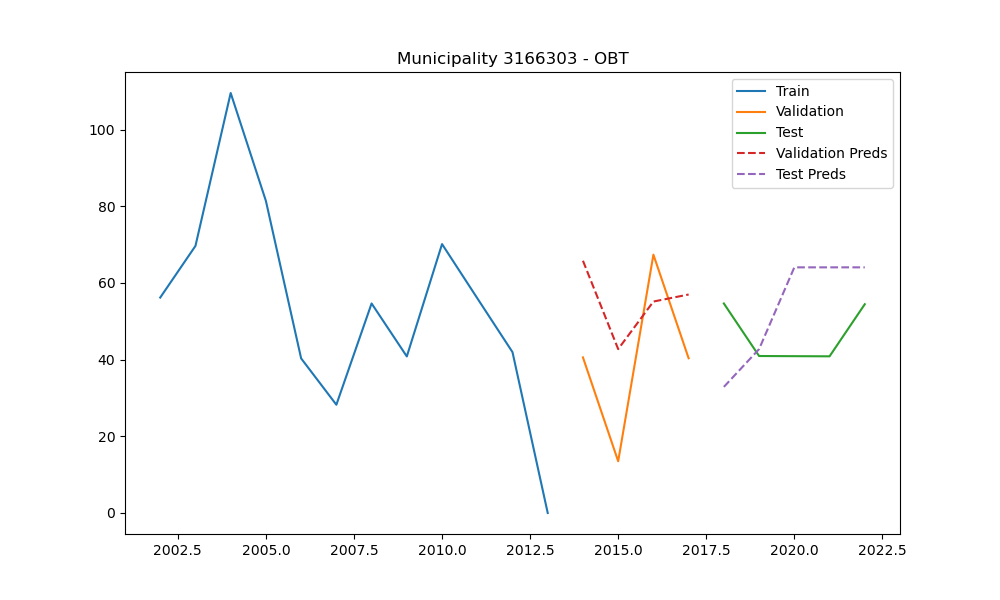 Municipality 3166303 - OBT
Train
Validation
Test
Validation Preds
Test Preds
100
80
60
40
20
0
2002.5 2005.0 2007.5 2010.0 2012.5 2015.0 2017.5 2020.0 2022.5